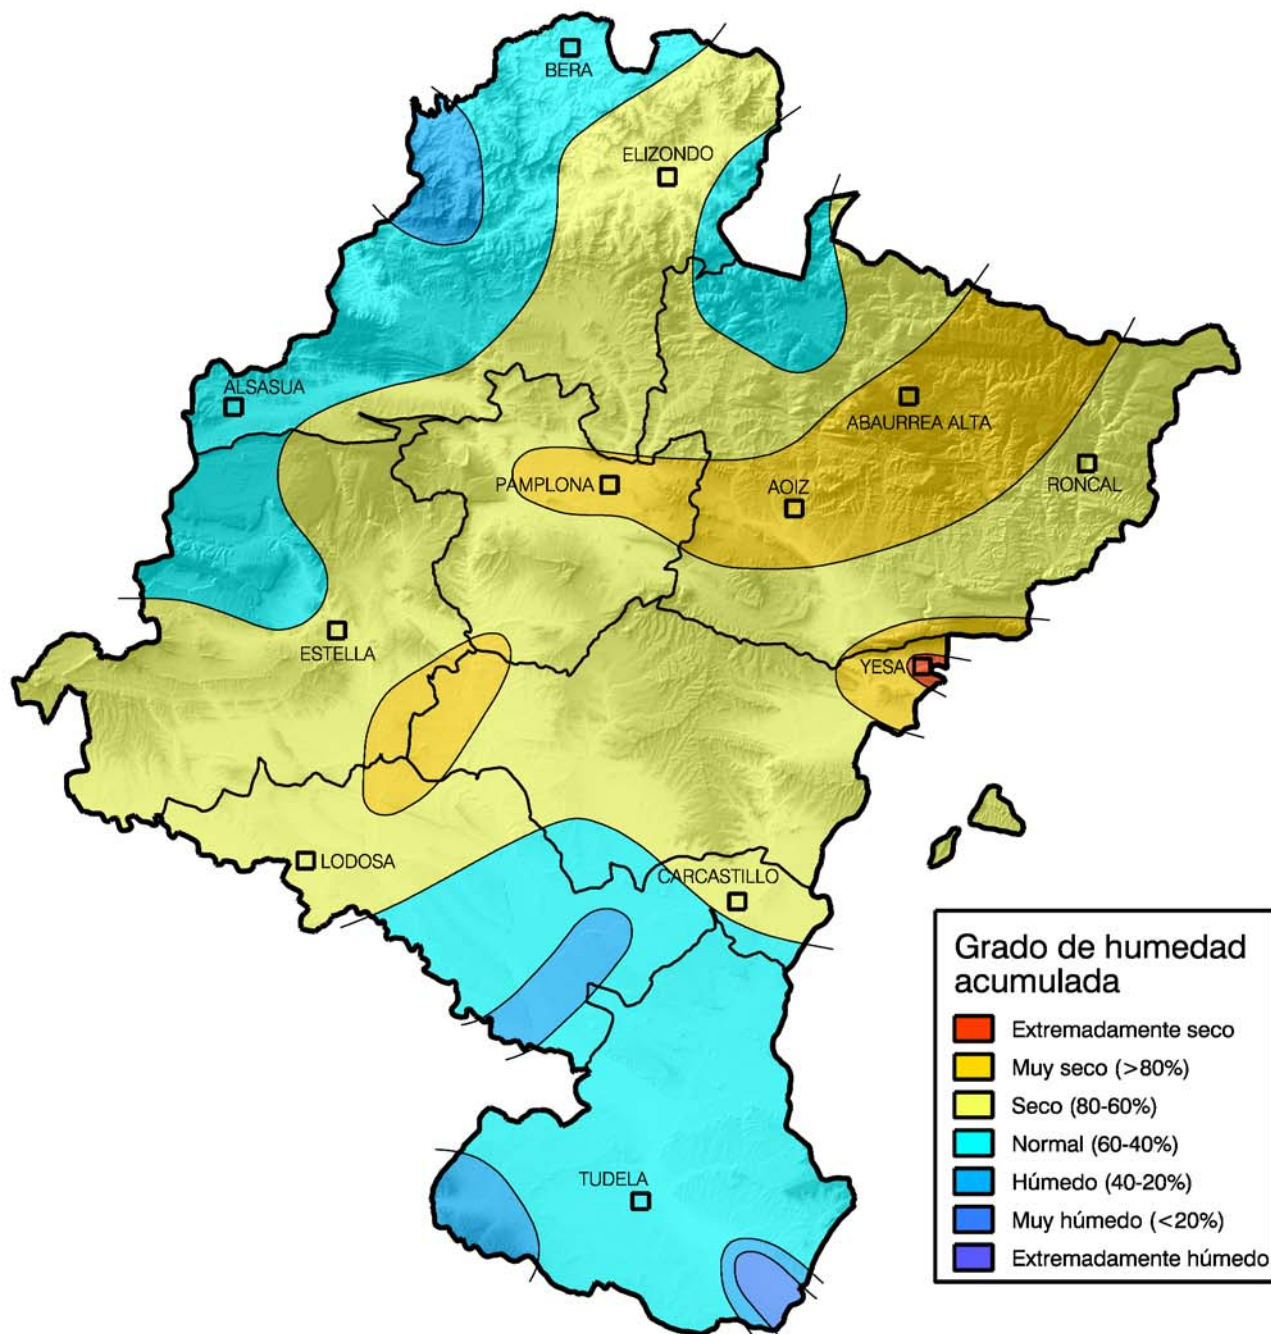 BERA
ELIZONDO
ALSASUA
ABAURREA ALTA
PAMPLONA
AOIZ
RONCAL
ESTELLA
YESA
LODOSA
CARCASTILLO
TUDELA
Grado de humedad
acumulada
Extremadamente seco
Muy seco (>80%)
Seco (80-60%)
Normal (60-40%)
Húmedo (40-20%)
Muy húmedo (<20%)
Extremadamente húmedo